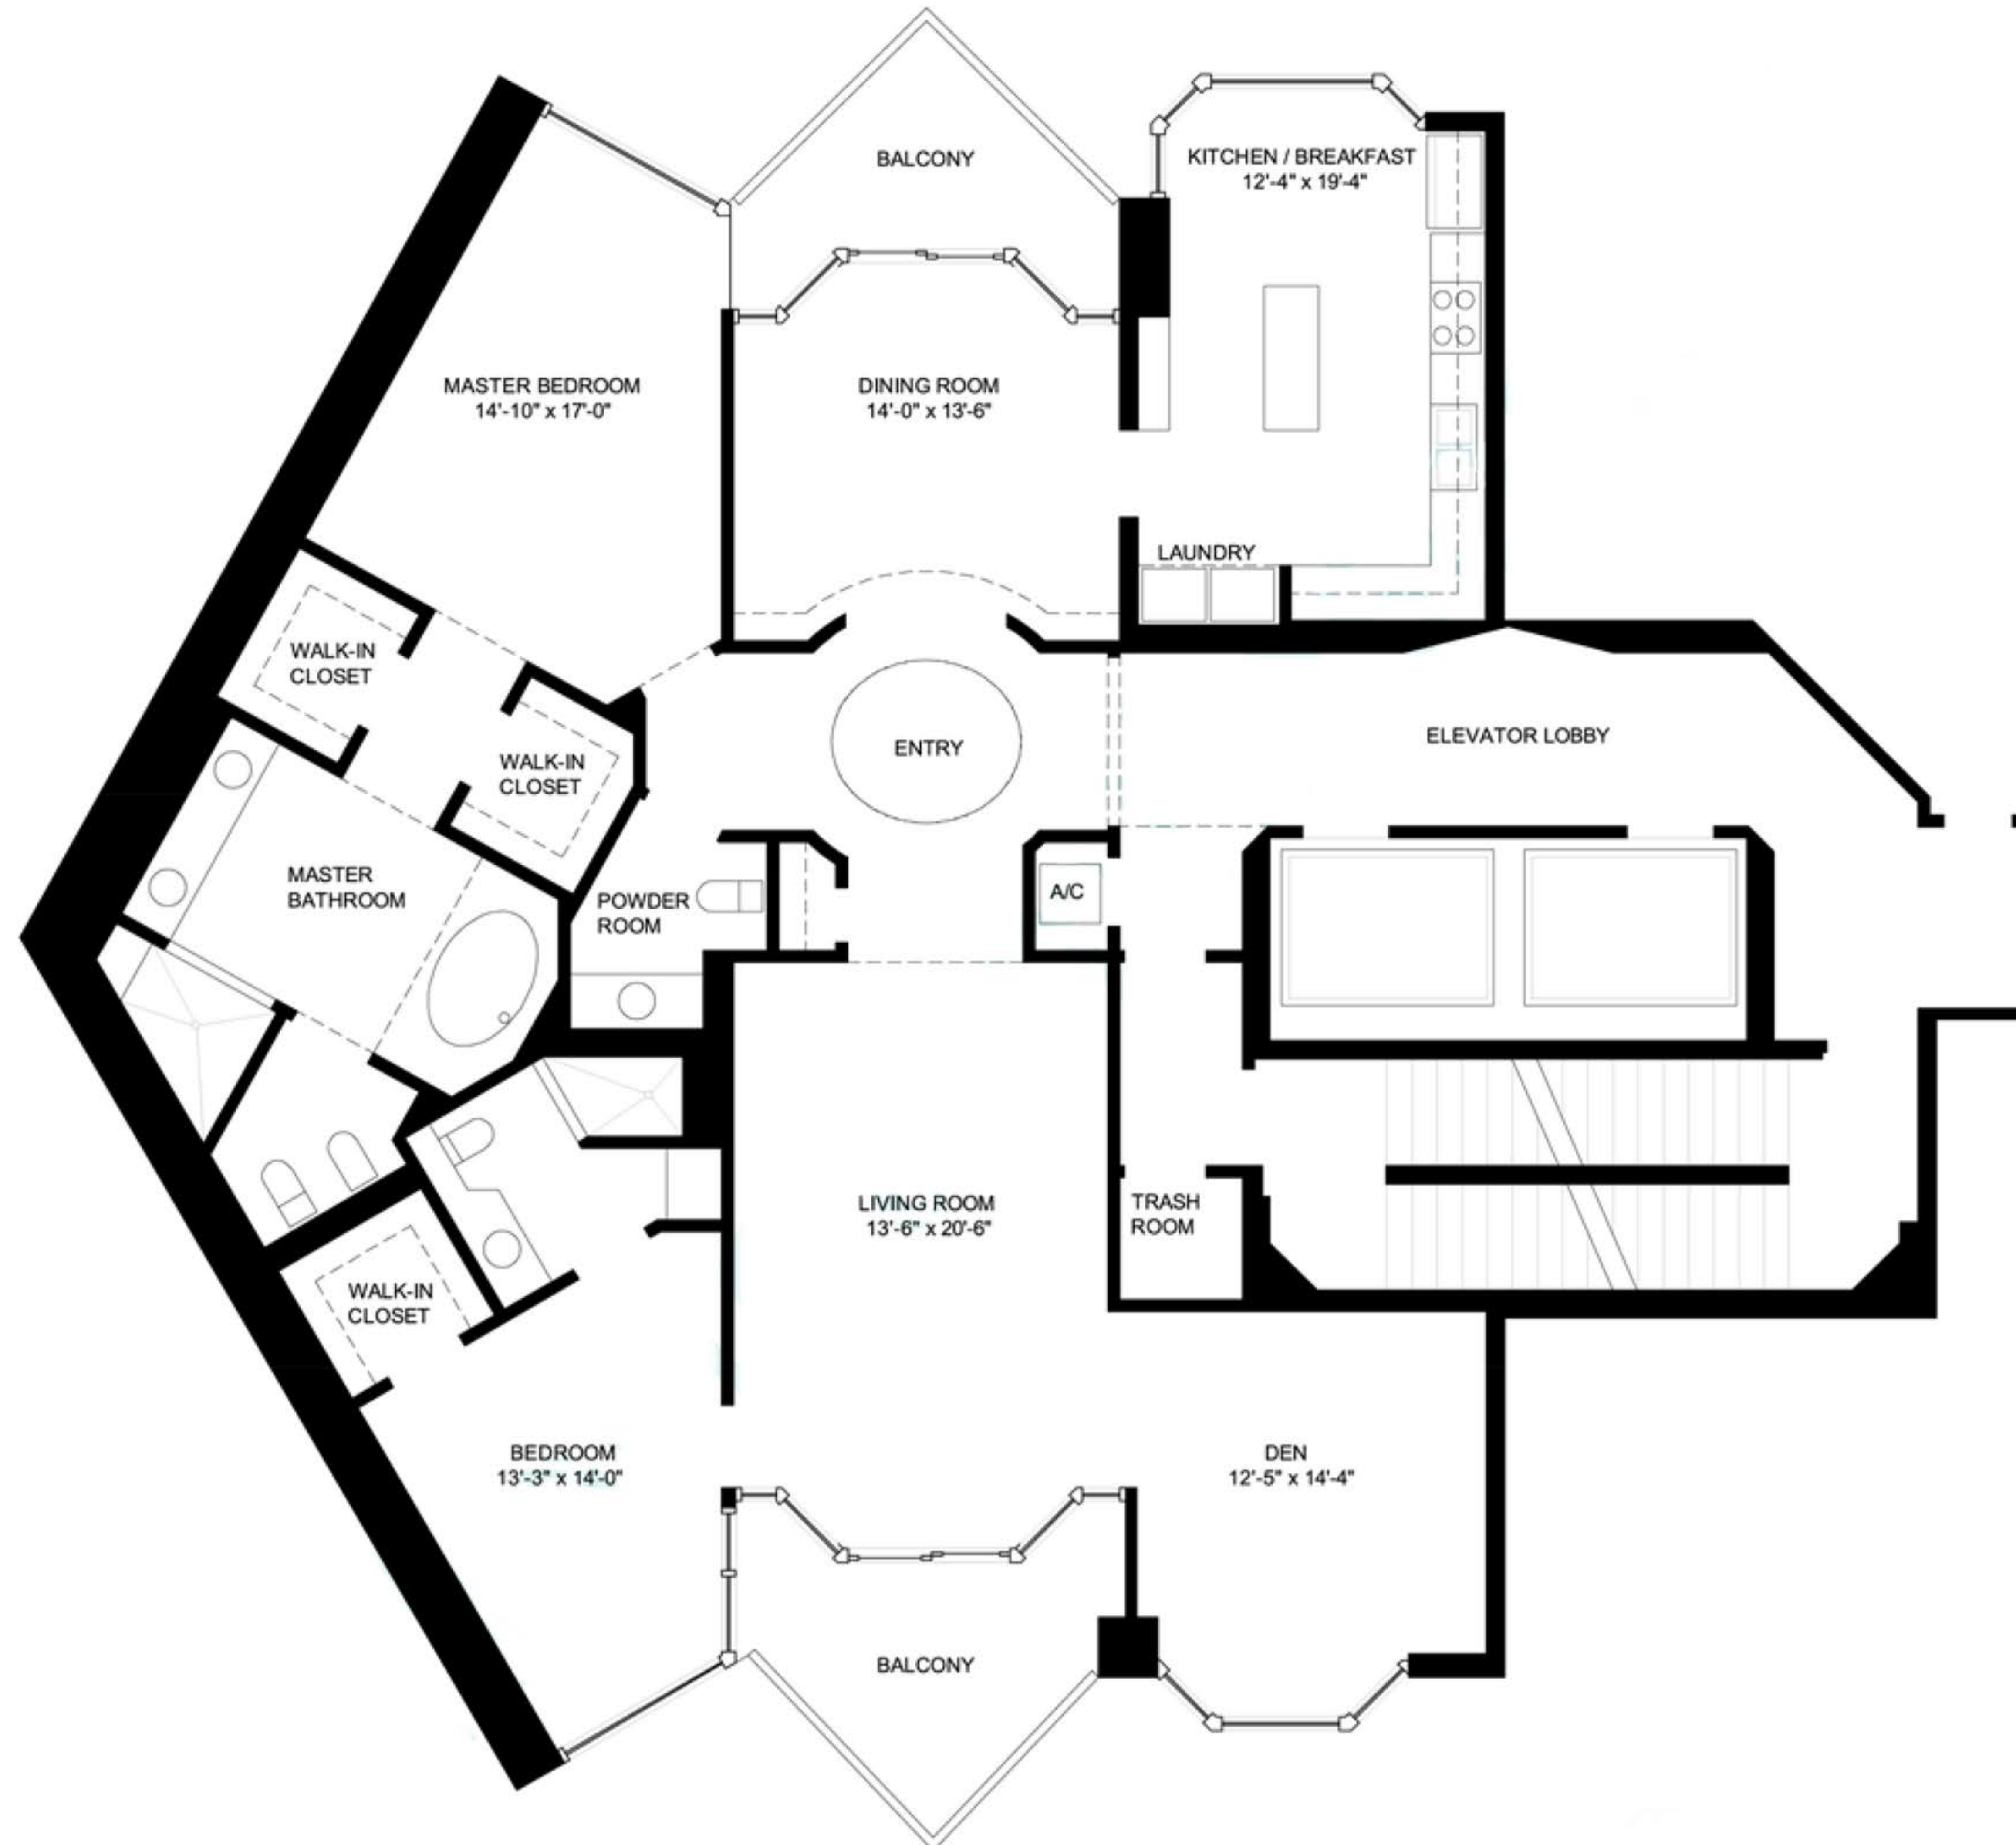 BALCONY
KITCHEN / BREAKFAST
12'-4" x 19'-4"
MASTER BEDROOM
14'-10" x 17'-0"
DINING ROOM
14'-0" x 13'-6"
LAUNDRY
WALK-IN
CLOSET
WALK-IN
CLOSET
ENTRY
ELEVATOR LOBBY
MASTER
BATHROOM
POWDER
ROOM
A/C
LIVING ROOM
13'-6" x 20'-6"
TRASH
ROOM
WALK-IN
CLOSET
BEDROOM
13'-3" x 14'-0"
DEN
12'-5" x 14'-4"
BALCONY